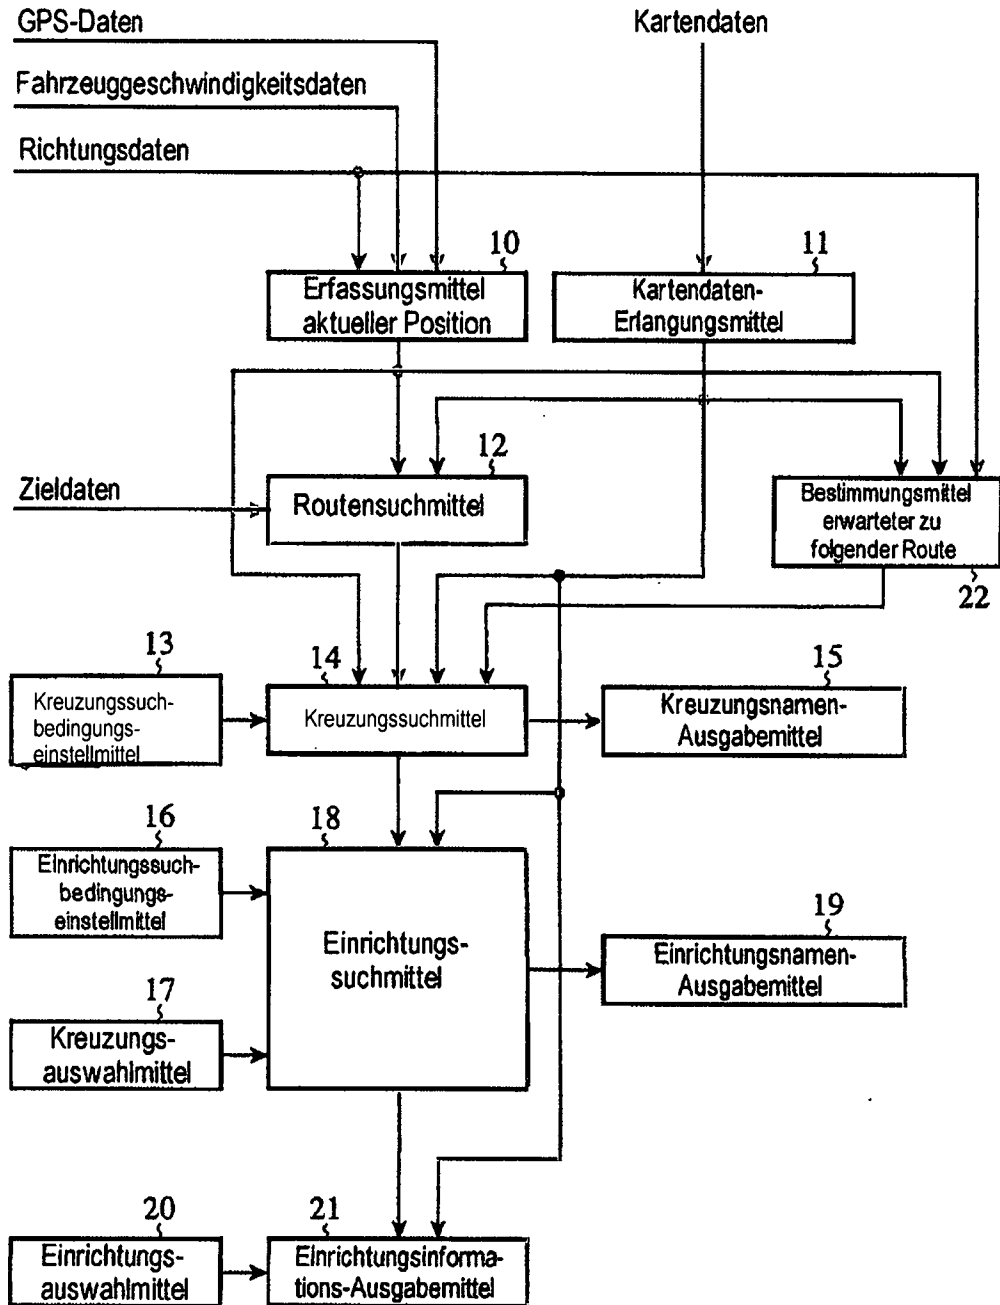 GPS-Daten
Kartendaten
Fahrzeuggeschwindigkeitsdaten
Richtungsdaten
10
11
Erfassungsmittel
aktueller Position
Kartendaten-
Erlangungsmittel
12
Zieldaten
Routensuchmittel
Bestimmungsmittel
erwarteter zu
folgender Route
22
13
14
15
Kreuzungssuch-
bedingungs-
einstellmittel
Kreuzungssuchmittel
Kreuzungsnamen-
Ausgabemittel
16
18
Einrichtungssuch-
bedingungs-
einstellmittel
19
Einrichtungs-
suchmittel
Einrichtungsnamen-
Ausgabemittel
17
Kreuzungs-
auswahlmittel
20
21
Einrichtungs-
auswahlmittel
Einrichtungsinforma-
tions-Ausgabemittel